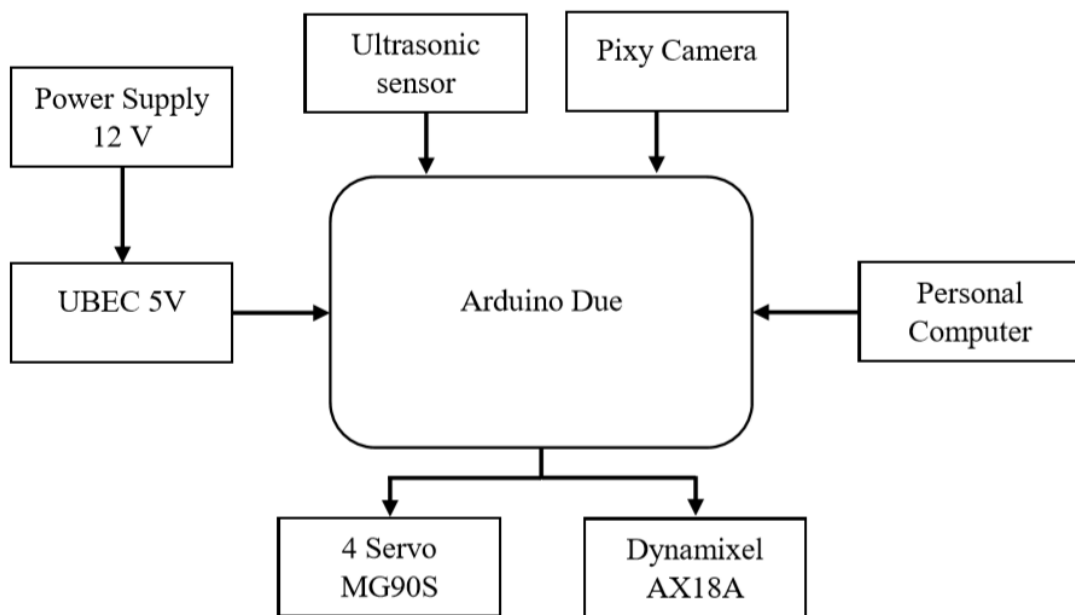 Ultrasonic
sensor
Pixy Camera
Power Supply
12 V
UBEC 5V
Arduino Due
Personal
Computer
4 Servo
MG90S
Dynamixel
AX18A